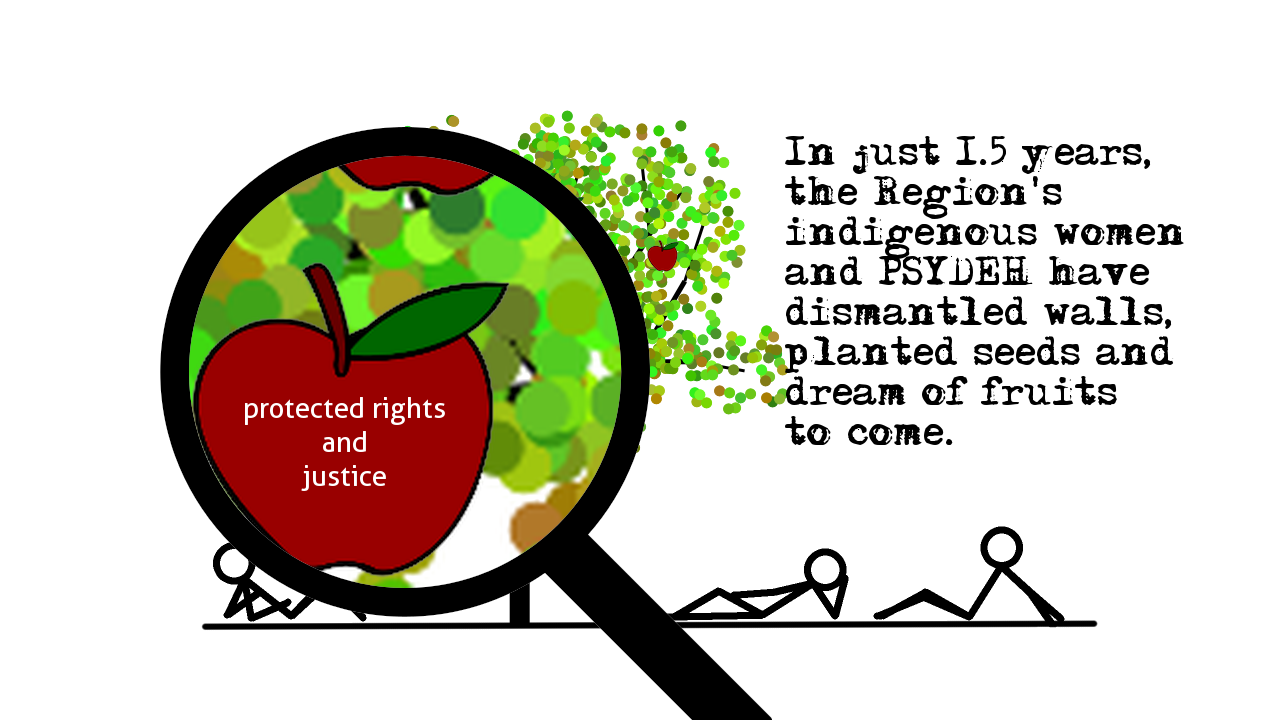 protected rights
and
justice
In just 1.5 years,
the Region's
indigenous women
and PSYDEH have
dismantled walls,
planted seeds and
dream of fruits
to come.